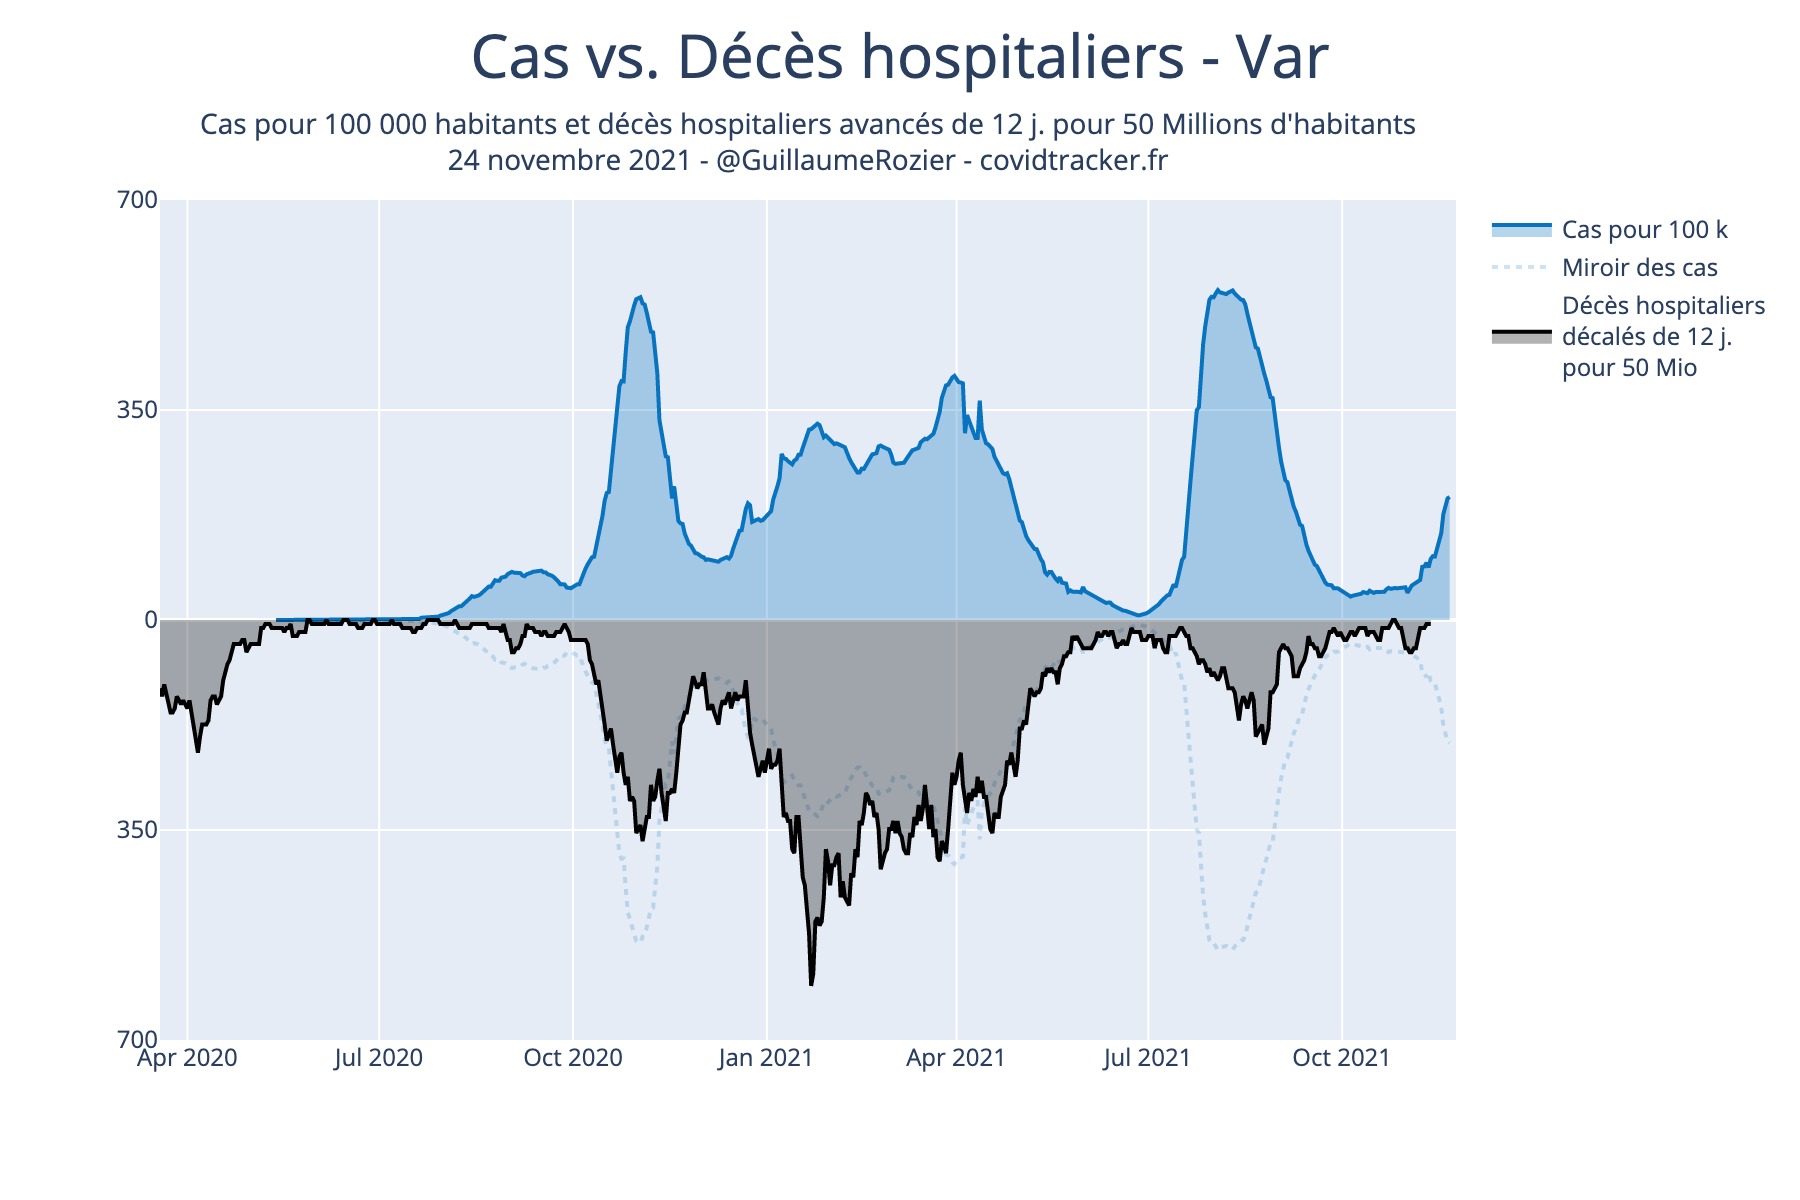 Cas vs. Décès hospitaliers - Var
Cas pour 100 000 habitants et décès hospitaliers avancés de 12 j. pour 50 Millions d'habitants
24 novembre 2021 - @GuillaumeRozier - covidtracker.fr
700
350
0
350
700
Apr 2020
Jul 2020
Oct 2020
Jan 2021
Apr 2021
Jul 2021
Oct 2021
Cas pour 100 k
Miroir des cas
Décès hospitaliers
décalés de 12 j.
pour 50 Mio